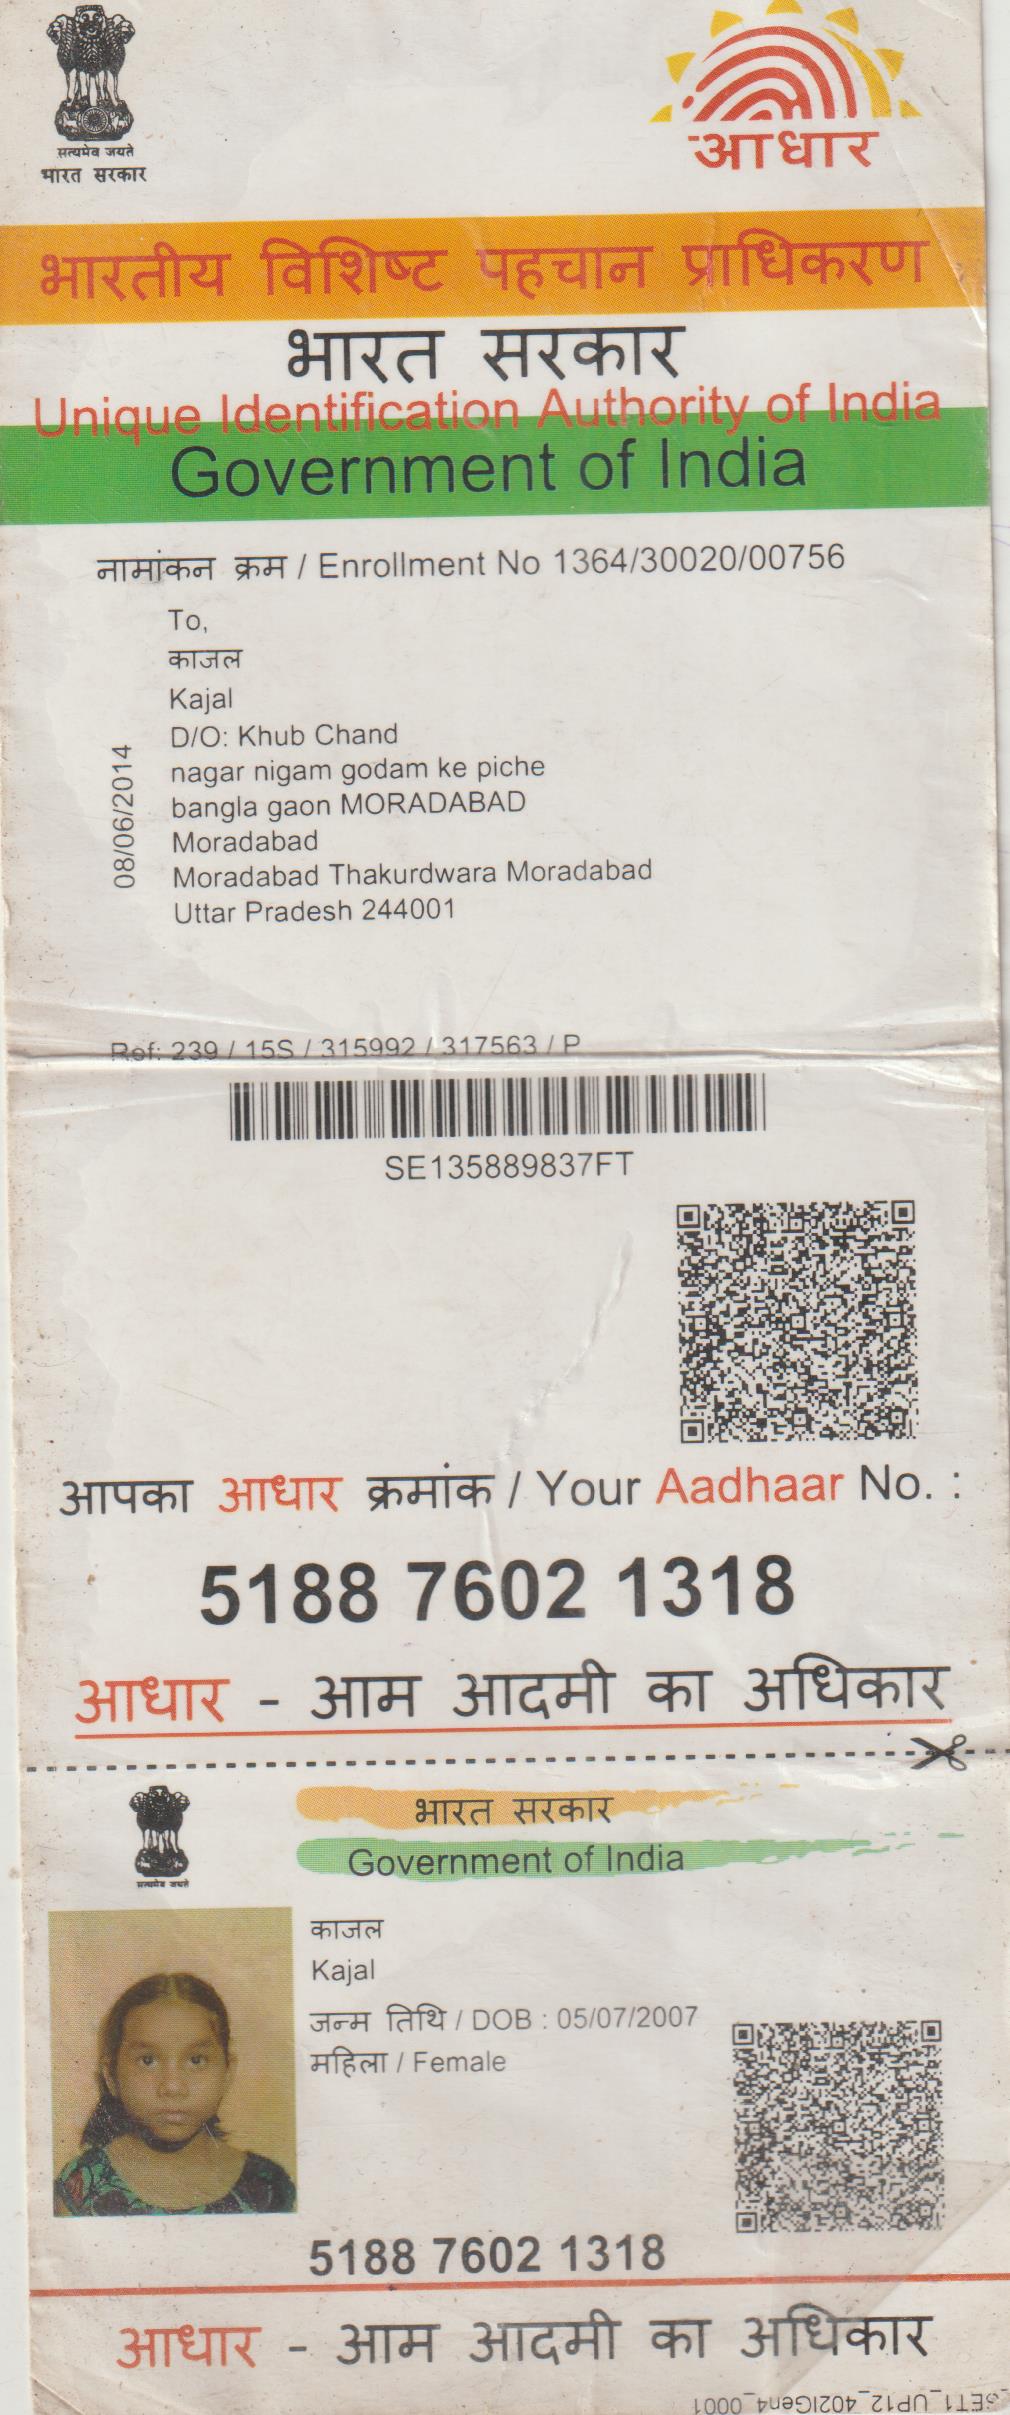 सत्यमेव जयते
भारत सरकार
आधार
भारतीय विशिष्ट पहचान प्राधिकरण
भारत सरकार
Unique Identification Authority of India
Government of India
नामांकन क्रम / Enrollment No 1364/30020/00756
To,
काजल
Kajal
D/O: Khub Chand
nagar nigam godam ke piche
bangla gaon MORADABAD
Moradabad
Moradabad Thakurdwara Moradabad
Uttar Pradesh 244001
08/06/2014
Ref: 239 / 15S / 315992 / 317563 / P
SE135889837FT
आपका आधार क्रमांक / Your Aadhaar No. :
5188 7602 1318
आधार - आम आदमी का अधिकार
भारत सरकार
Government of India
सत्यमेव जयते
काजल
Kajal
जन्म तिथि / DOB : 05/07/2007
महिला / Female
5188 7602 1318
आधार - आम आदमी का अधिकार
SET1_UP12_402IGen4_0001